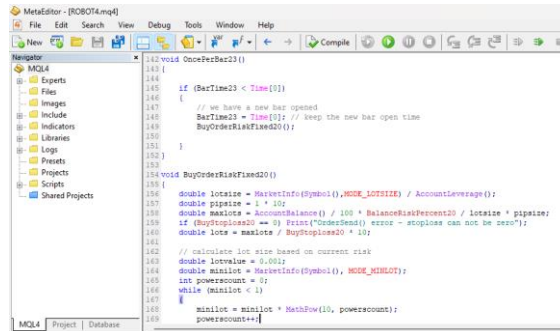 MetaEditor - [ROBOT4.mq4]
File Edit Search View Debug Tools Window Help
New Compile
Navigator
MQL4
Experts
Files
Images
Include
Indicators
Libraries
Logs
Presets
Projects
Scripts
Shared Projects
MQL4 Project Database
142 void OncePerBar23()
143 {
144
145 if (BarTime23 < Time[0])
146 {
147 // we have a new bar opened
148 BarTime23 = Time[0]; // keep the new bar open time
149 BuyOrderRiskFixed20();
150
151 }
152 }
153
154 void BuyOrderRiskFixed20()
155 {
156 double lotsize = MarketInfo(Symbol(),MODE_LOTSIZE) / AccountLeverage();
157 double pipsize = 1 * 10;
158 double maxlots = AccountBalance() / 100 * BalanceRiskPercent20 / lotsize * pipsize;
159 if (BuyStoploss20 == 0) Print("OrderSend() error - stoploss can not be zero");
160 double lots = maxlots / BuyStoploss20 * 10;
161
162 // calculate lot size based on current risk
163 double lotvalue = 0.001;
164 double minilot = MarketInfo(Symbol(), MODE_MINLOT);
165 int powerscount = 0;
166 while (minilot < 1)
167 {
168 minilot = minilot * MathPow(10, powerscount);
169 powerscount++;